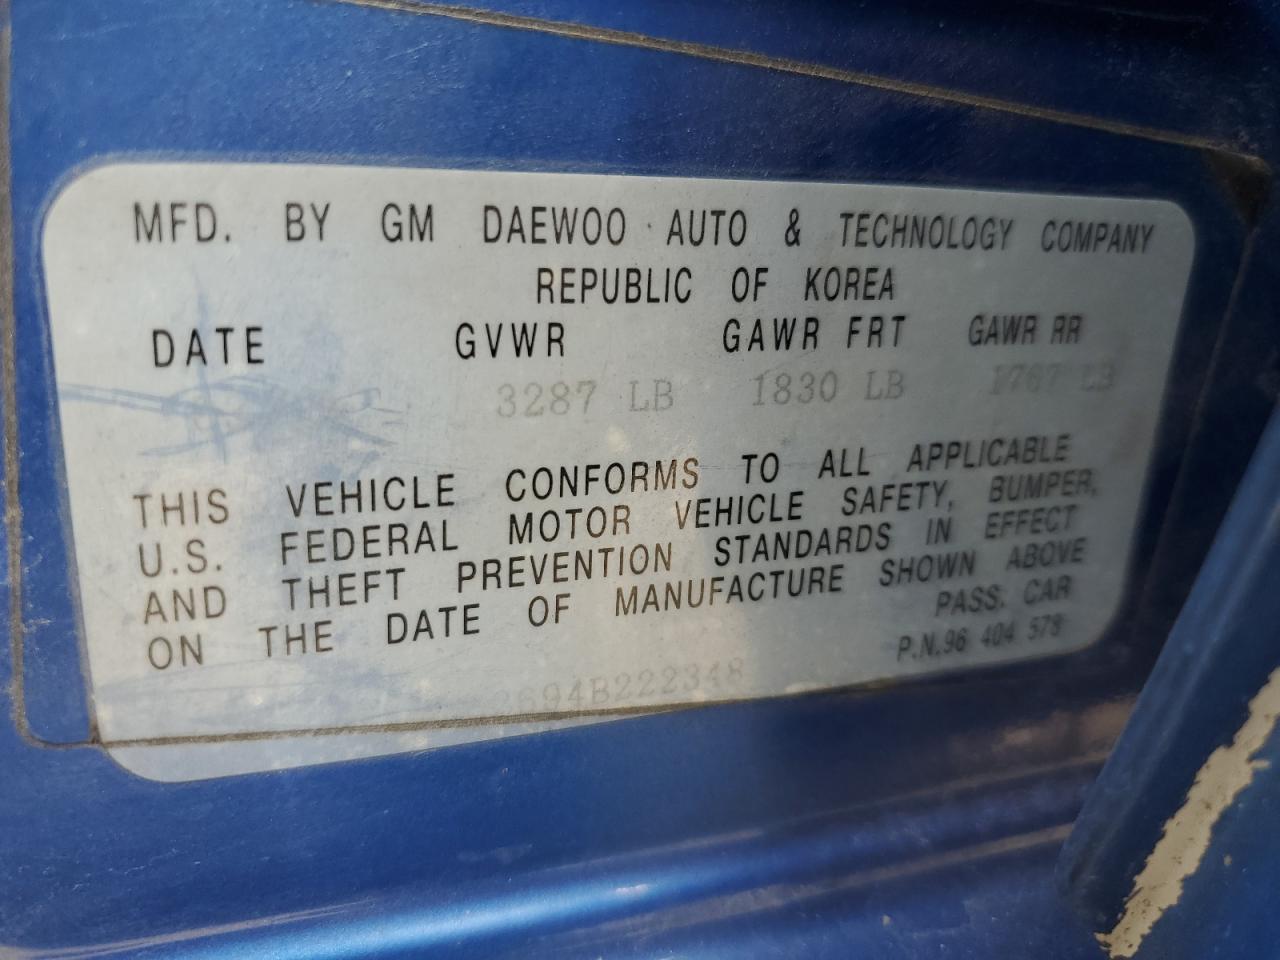 MFD. BY GM DAEWOO AUTO & TECHNOLOGY COMPANY
REPUBLIC OF KOREA
DATE GVWR GAWR FRT GAWR RR
3287 LB 1830 LB 1767 LB
THIS VEHICLE CONFORMS TO ALL APPLICABLE
U.S. FEDERAL MOTOR VEHICLE SAFETY, BUMPER,
AND THEFT PREVENTION STANDARDS IN EFFECT
ON THE DATE OF MANUFACTURE SHOWN ABOVE
PASS. CAR
P.N.96 404 578